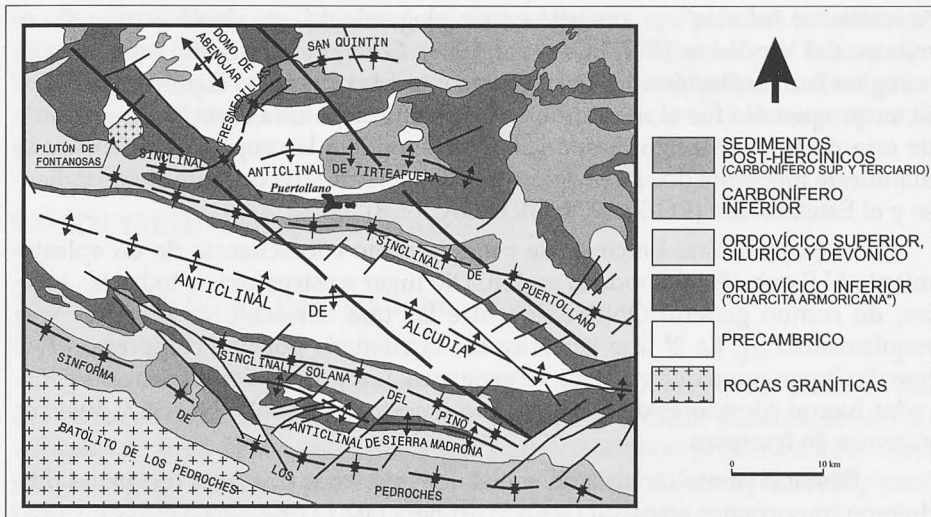 DOMO DE
ABENOJAR
SAN QUINTIN
FRESNEDILLAS
PLUTÓN DE
FONTANOSAS
SINCLINAL
ANTICLINAL DE TIRTEAFUERA
Puertollano
SINCLINAL DE PUERTOLLANO
ANTICLINAL DE ALCUDIA
SINCLINAL SOLANA DEL PINO
ANTICLINAL DE SIERRA MADRONA
SINFORMA DE LOS PEDROCHES
BATOLITO DE LOS PEDROCHES
SEDIMENTOS
POST-HERCÍNICOS
(CARBONÍFERO SUP. Y TERCIARIO)
CARBONÍFERO
INFERIOR
ORDOVÍCICO SUPERIOR,
SILÚRICO Y DEVÓNICO
ORDOVÍCICO INFERIOR
("CUARCITA ARMORICANA")
PRECAMBRICO
ROCAS GRANÍTICAS
0 10 km